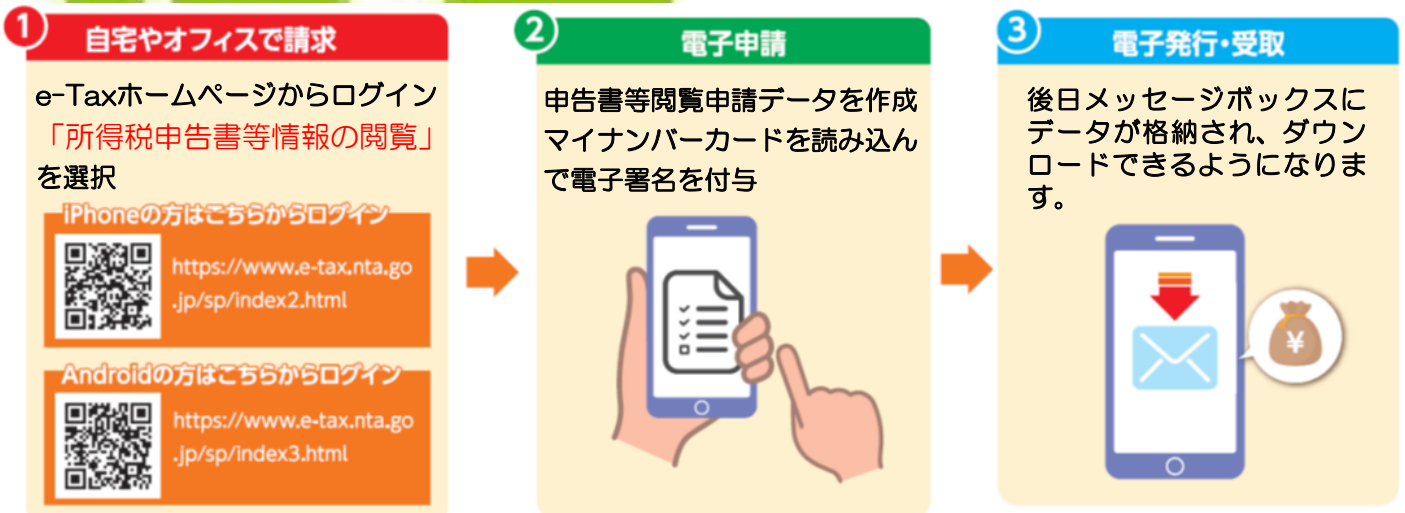 1
自宅やオフィスで請求
e-Taxホームページからログイン
「所得税申告書等情報の閲覧」
を選択
iPhoneの方はこちらからログイン
https://www.e-tax.nta.go
.jp/sp/index2.html
Androidの方はこちらからログイン
https://www.e-tax.nta.go
.jp/sp/index3.html
2
電子申請
申告書等閲覧申請データを作成
マイナンバーカードを読み込ん
で電子署名を付与
3
電子発行・受取
後日メッセージボックスに
データが格納され、ダウン
ロードできるようになりま
す。
¥